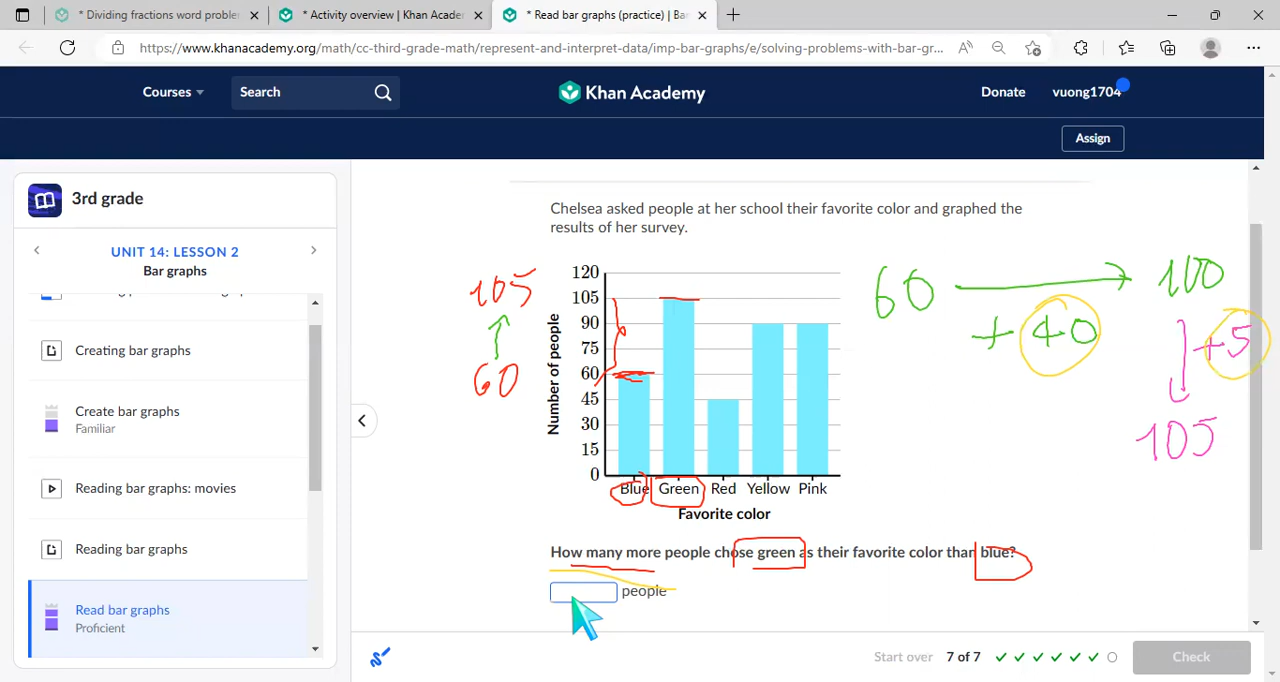 * Dividing fractions word proble
* Activity overview | Khan Acade
* Read bar graphs (practice) | Ba
https://www.khanacademy.org/math/cc-third-grade-math/represent-and-interpret-data/imp-bar-graphs/e/solving-problems-with-bar-gr...
Courses
Search
Khan Academy
Donate
vuong1704
Assign
3rd grade
UNIT 14: LESSON 2
Bar graphs
Creating bar graphs
Create bar graphs
Familiar
Reading bar graphs: movies
Reading bar graphs
Read bar graphs
Proficient
Chelsea asked people at her school their favorite color and graphed the
results of her survey.
120
105
90
75
60
45
30
15
0
Number of people
Blue Green Red Yellow Pink
Favorite color
105
60
60
+ 40
100
+5
105
How many more people chose green as their favorite color than blue?
people
Start over
7 of 7
Check